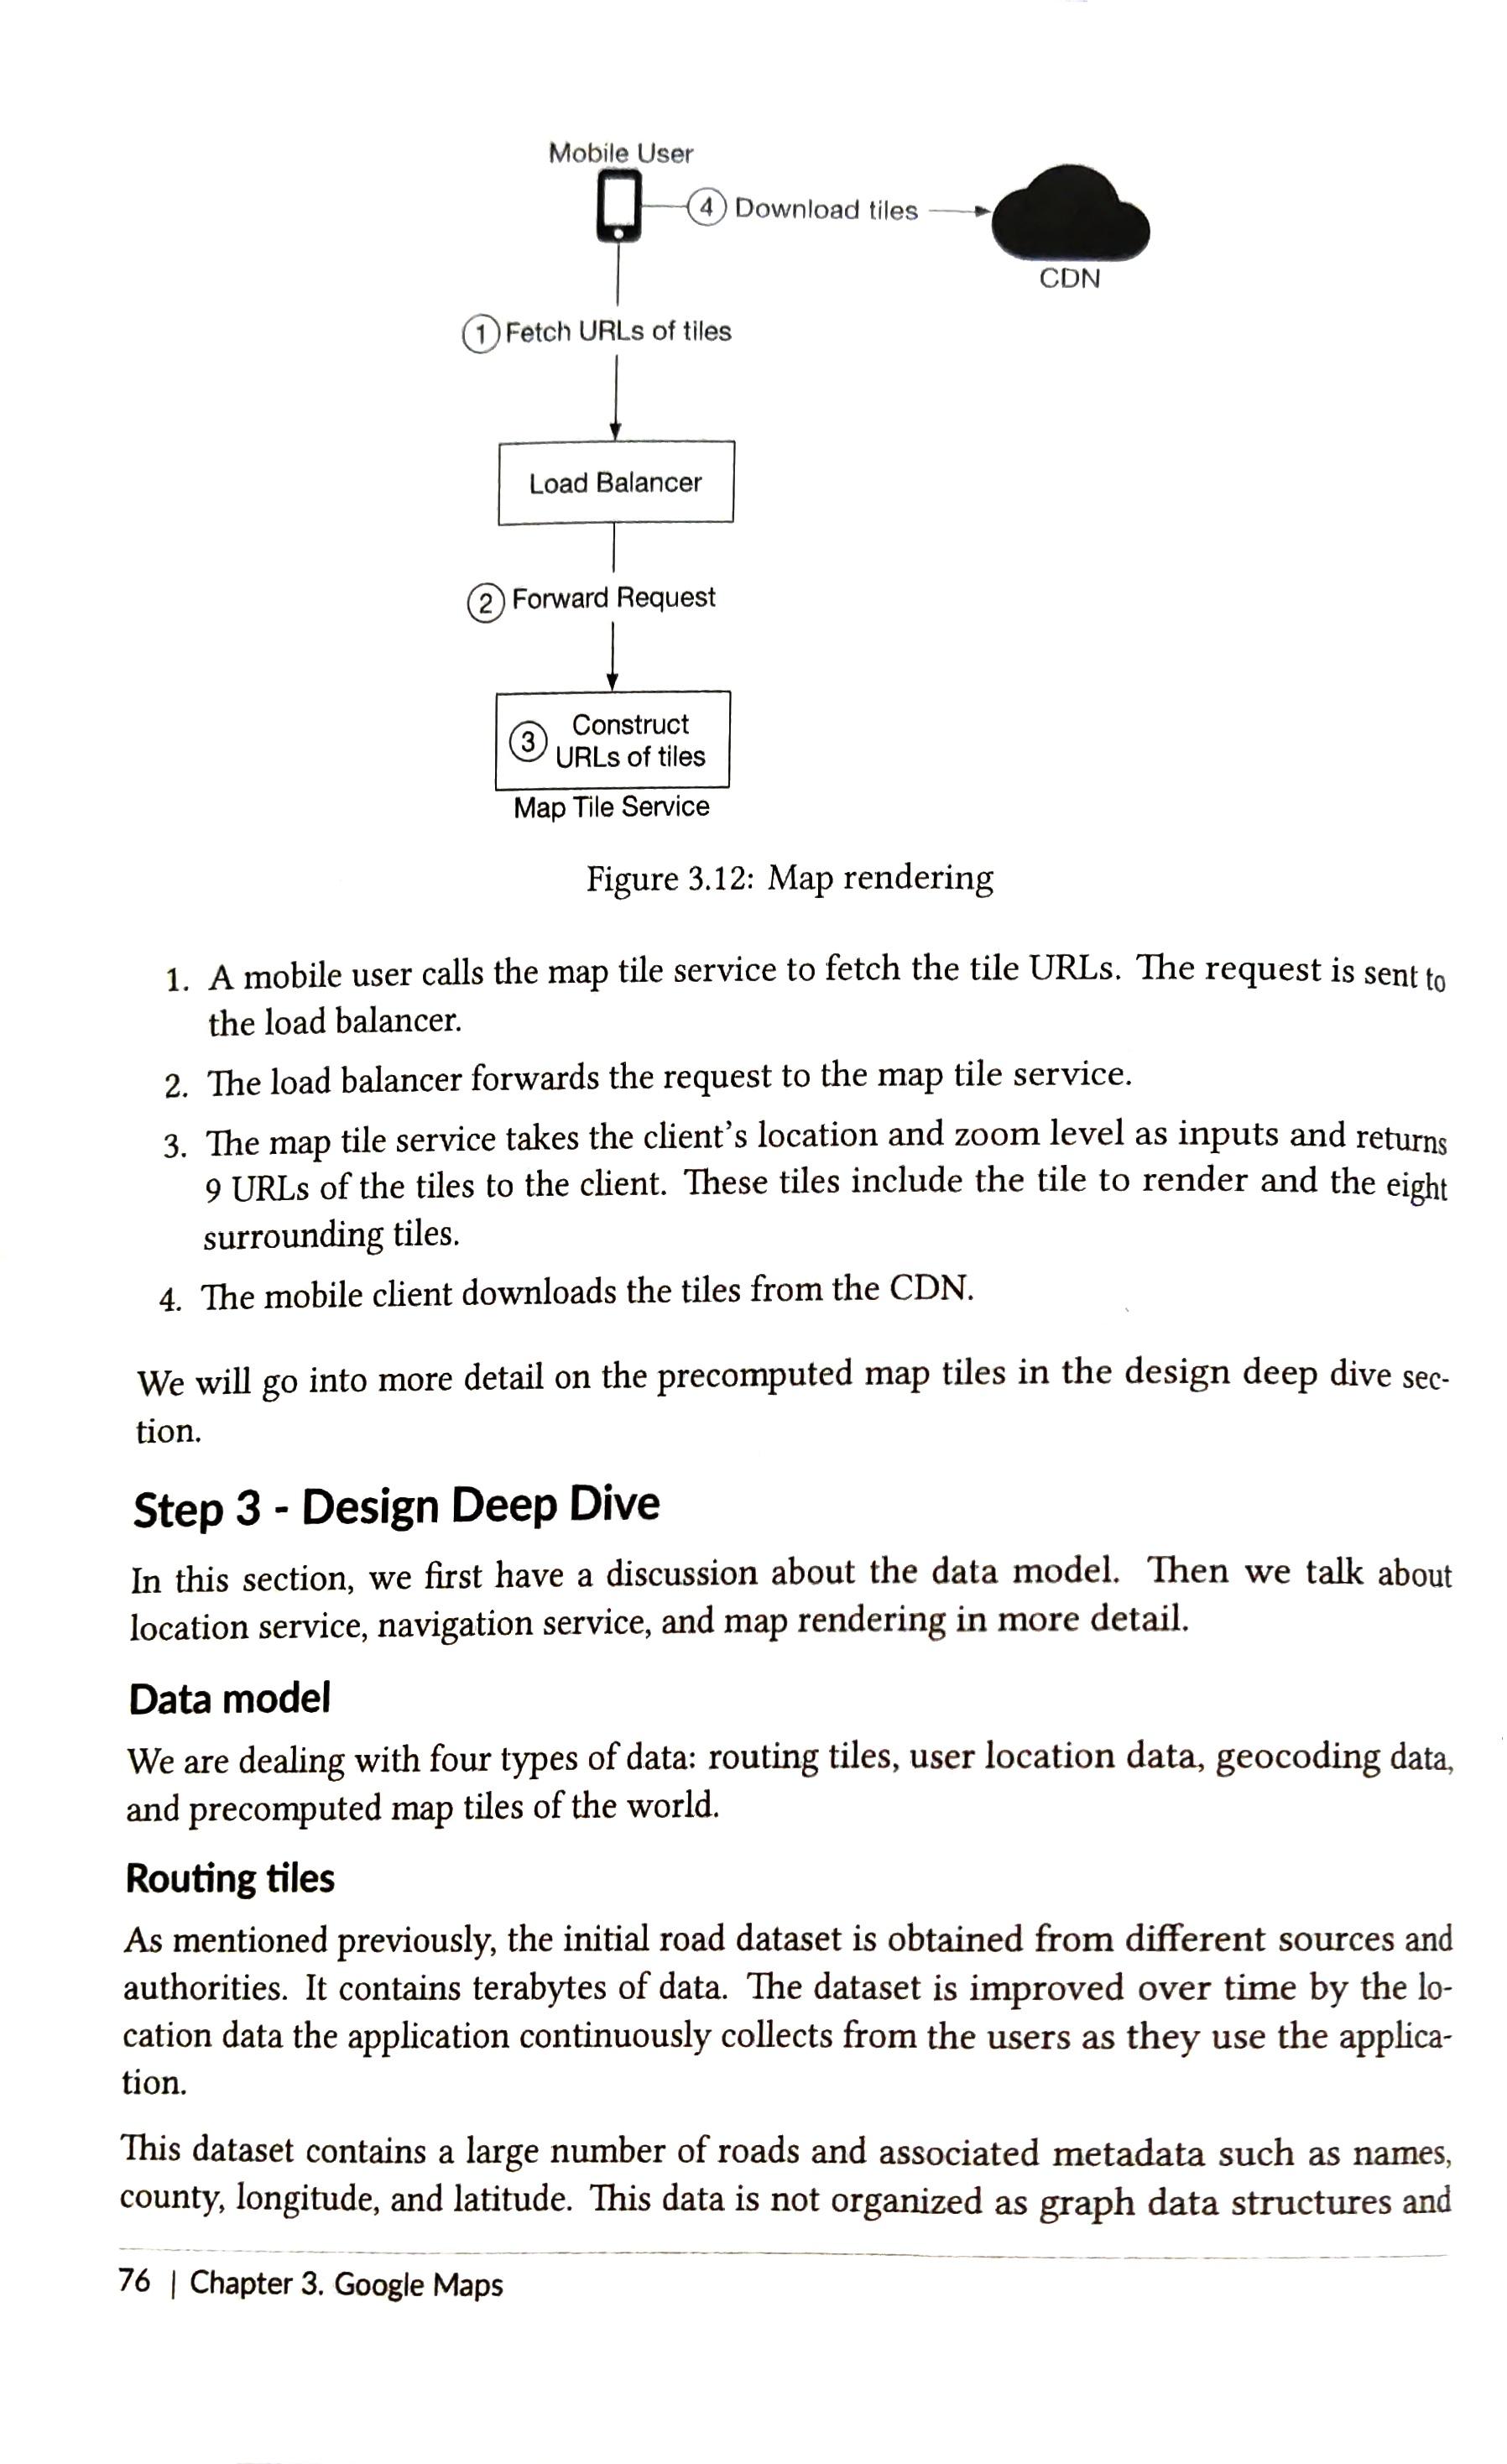 Mobile User
4 Download tiles
CDN
1 Fetch URLs of tiles
Load Balancer
2 Forward Request
3 Construct
URLs of tiles
Map Tile Service
Figure 3.12: Map rendering
1. A mobile user calls the map tile service to fetch the tile URLs. The request is sent to
the load balancer.
2. The load balancer forwards the request to the map tile service.
3. The map tile service takes the client's location and zoom level as inputs and returns
9 URLs of the tiles to the client. These tiles include the tile to render and the eight
surrounding tiles.
4. The mobile client downloads the tiles from the CDN.
We will go into more detail on the precomputed map tiles in the design deep dive sec-
tion.
Step 3 - Design Deep Dive
In this section, we first have a discussion about the data model. Then we talk about
location service, navigation service, and map rendering in more detail.
Data model
We are dealing with four types of data: routing tiles, user location data, geocoding data,
and precomputed map tiles of the world.
Routing tiles
As mentioned previously, the initial road dataset is obtained from different sources and
authorities. It contains terabytes of data. The dataset is improved over time by the lo-
cation data the application continuously collects from the users as they use the applica-
tion.
This dataset contains a large number of roads and associated metadata such as names,
county, longitude, and latitude. This data is not organized as graph data structures and
76 | Chapter 3. Google Maps